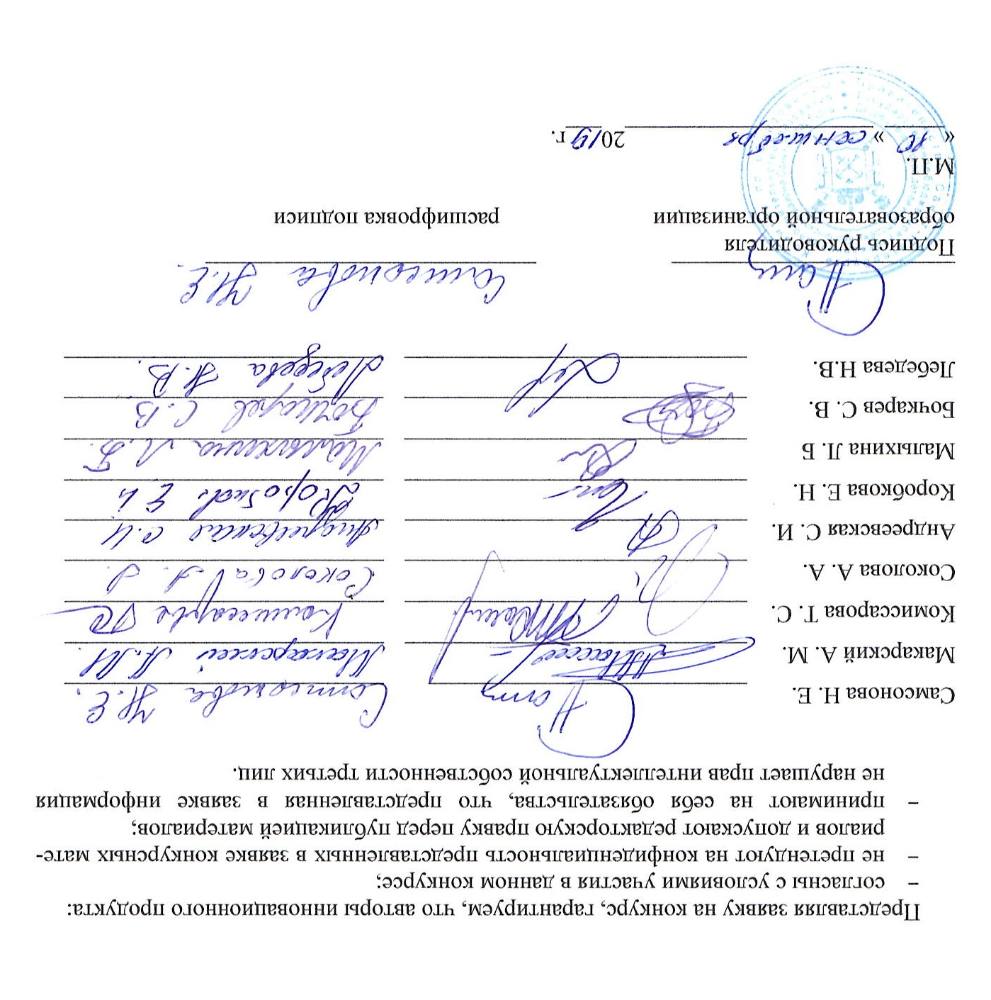 Представляя заявку на конкурс, гарантируем, что авторы инновационного продукта:
– согласны с условиями участия в данном конкурсе;
– не претендуют на конфиденциальность представленных в заявке конкурсных мате-
риалов и допускают редакторскую правку перед публикацией материалов;
– принимают на себя обязательства, что представленная в заявке информация
не нарушает прав интеллектуальной собственности третьих лиц.
Самсонова Н. Е. Самсонова Н.Е.
Макарский А. М. Макарский А.М
Комиссарова Т. С. Комиссарова ТС
Соколова А. А. Соколова А. А.
Андреевская С. И. Андреевская С.И
Коробкова Е. Н.
Малыхина Л. Б Малыхина Л.Б.
Бочкарев С. В. Бочкарев С.В
Лебедева Н.В. Лебедева Н.В.
Самсонова Н.Е.
Подпись руководителя
образовательной организации расшифровка подписи
М.П.
« 10 » сентября 2019 г.